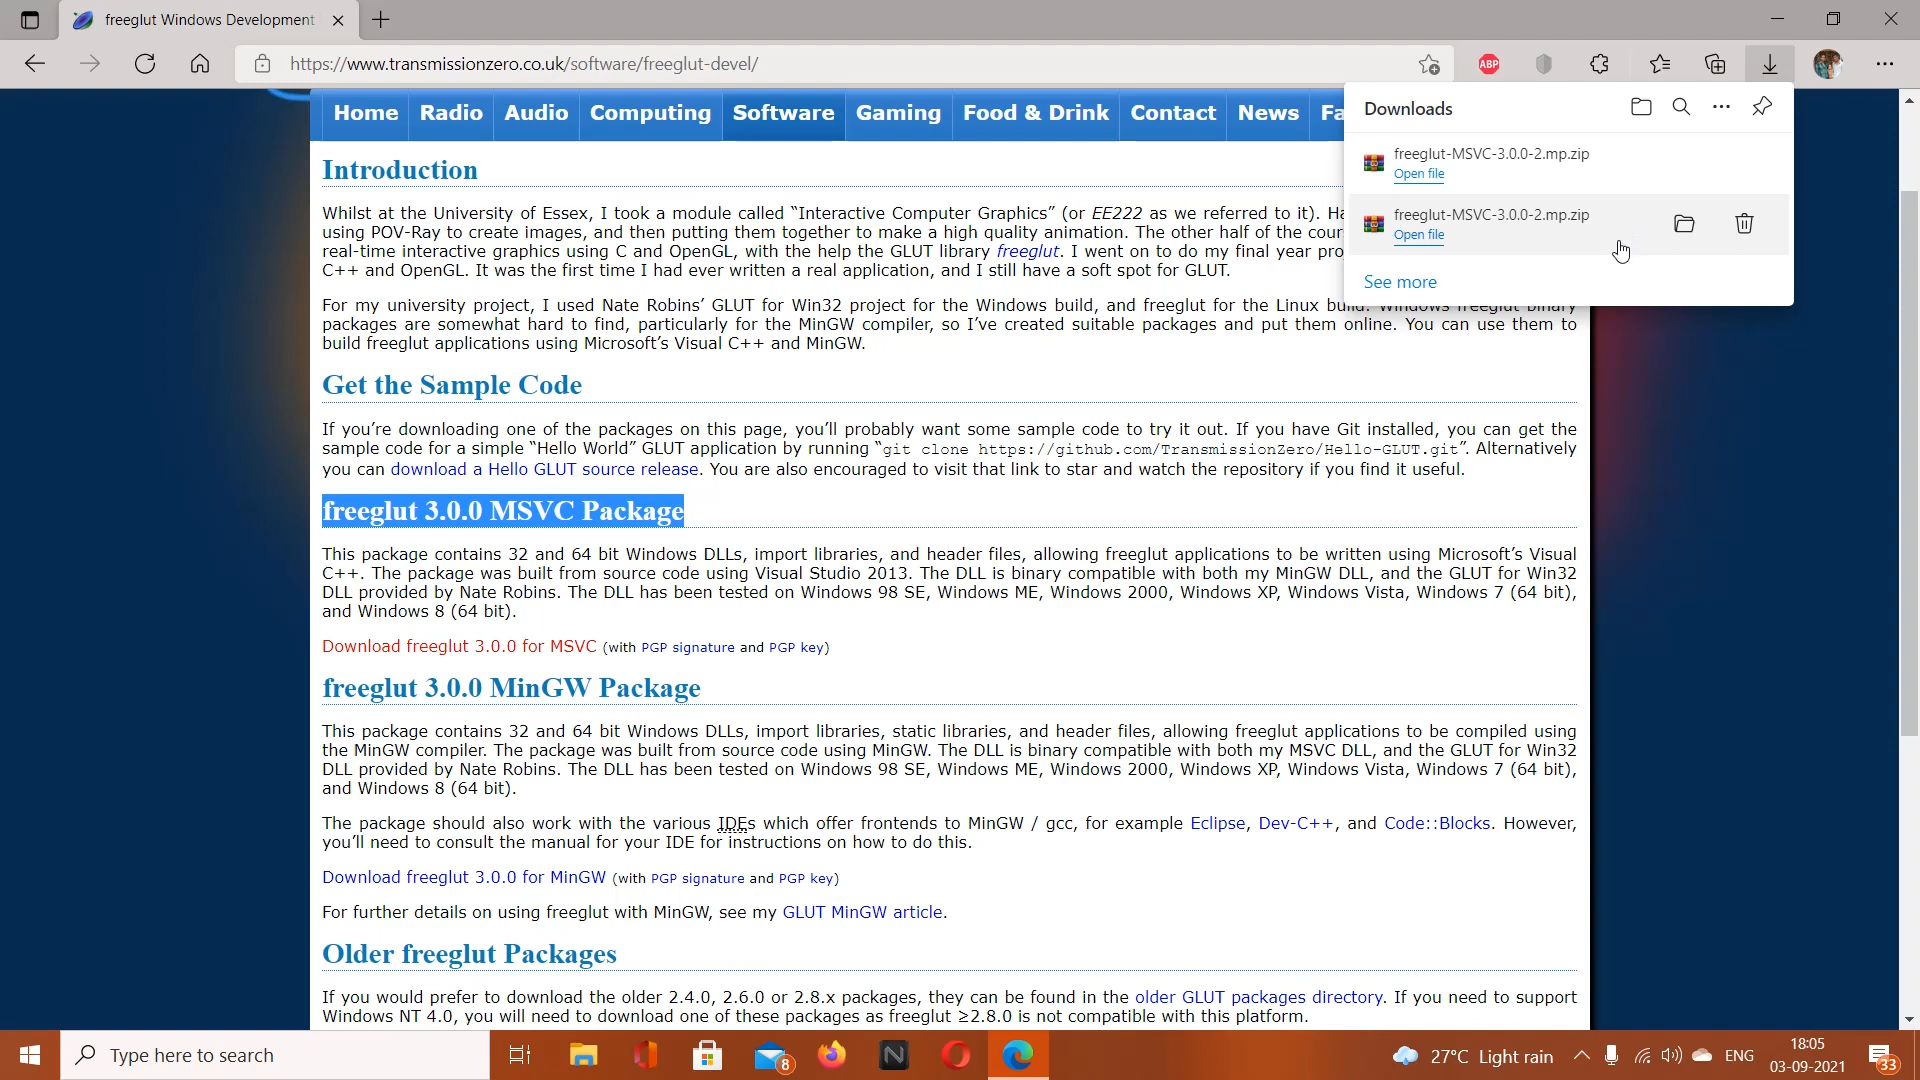 freeglut Windows Development
https://www.transmissionzero.co.uk/software/freeglut-devel/
ABP
Home Radio Audio Computing Software Gaming Food & Drink Contact News Fa
Downloads
freeglut-MSVC-3.0.0-2.mp.zip
Open file
freeglut-MSVC-3.0.0-2.mp.zip
Open file
See more
Introduction
Whilst at the University of Essex, I took a module called “Interactive Computer Graphics” (or EE222 as we referred to it). Ha
using POV-Ray to create images, and then putting them together to make a high quality animation. The other half of the cour
real-time interactive graphics using C and OpenGL, with the help the GLUT library freeglut. I went on to do my final year pro
C++ and OpenGL. It was the first time I had ever written a real application, and I still have a soft spot for GLUT.
For my university project, I used Nate Robins’ GLUT for Win32 project for the Windows build, and freeglut for the Linux build. Windows freeglut binary
packages are somewhat hard to find, particularly for the MinGW compiler, so I’ve created suitable packages and put them online. You can use them to
build freeglut applications using Microsoft’s Visual C++ and MinGW.
Get the Sample Code
If you’re downloading one of the packages on this page, you’ll probably want some sample code to try it out. If you have Git installed, you can get the
sample code for a simple “Hello World” GLUT application by running “git clone https://github.com/TransmissionZero/Hello-GLUT.git”. Alternatively
you can download a Hello GLUT source release. You are also encouraged to visit that link to star and watch the repository if you find it useful.
freeglut 3.0.0 MSVC Package
This package contains 32 and 64 bit Windows DLLs, import libraries, and header files, allowing freeglut applications to be written using Microsoft’s Visual
C++. The package was built from source code using Visual Studio 2013. The DLL is binary compatible with both my MinGW DLL, and the GLUT for Win32
DLL provided by Nate Robins. The DLL has been tested on Windows 98 SE, Windows ME, Windows 2000, Windows XP, Windows Vista, Windows 7 (64 bit),
and Windows 8 (64 bit).
Download freeglut 3.0.0 for MSVC (with PGP signature and PGP key)
freeglut 3.0.0 MinGW Package
This package contains 32 and 64 bit Windows DLLs, import libraries, static libraries, and header files, allowing freeglut applications to be compiled using
the MinGW compiler. The package was built from source code using MinGW. The DLL is binary compatible with both my MSVC DLL, and the GLUT for Win32
DLL provided by Nate Robins. The DLL has been tested on Windows 98 SE, Windows ME, Windows 2000, Windows XP, Windows Vista, Windows 7 (64 bit),
and Windows 8 (64 bit).
The package should also work with the various IDEs which offer frontends to MinGW / gcc, for example Eclipse, Dev-C++, and Code::Blocks. However,
you’ll need to consult the manual for your IDE for instructions on how to do this.
Download freeglut 3.0.0 for MinGW (with PGP signature and PGP key)
For further details on using freeglut with MinGW, see my GLUT MinGW article.
Older freeglut Packages
If you would prefer to download the older 2.4.0, 2.6.0 or 2.8.x packages, they can be found in the older GLUT packages directory. If you need to support
Windows NT 4.0, you will need to download one of these packages as freeglut ≥2.8.0 is not compatible with this platform.
Type here to search
8
27°C Light rain
ENG
18:05
03-09-2021
33